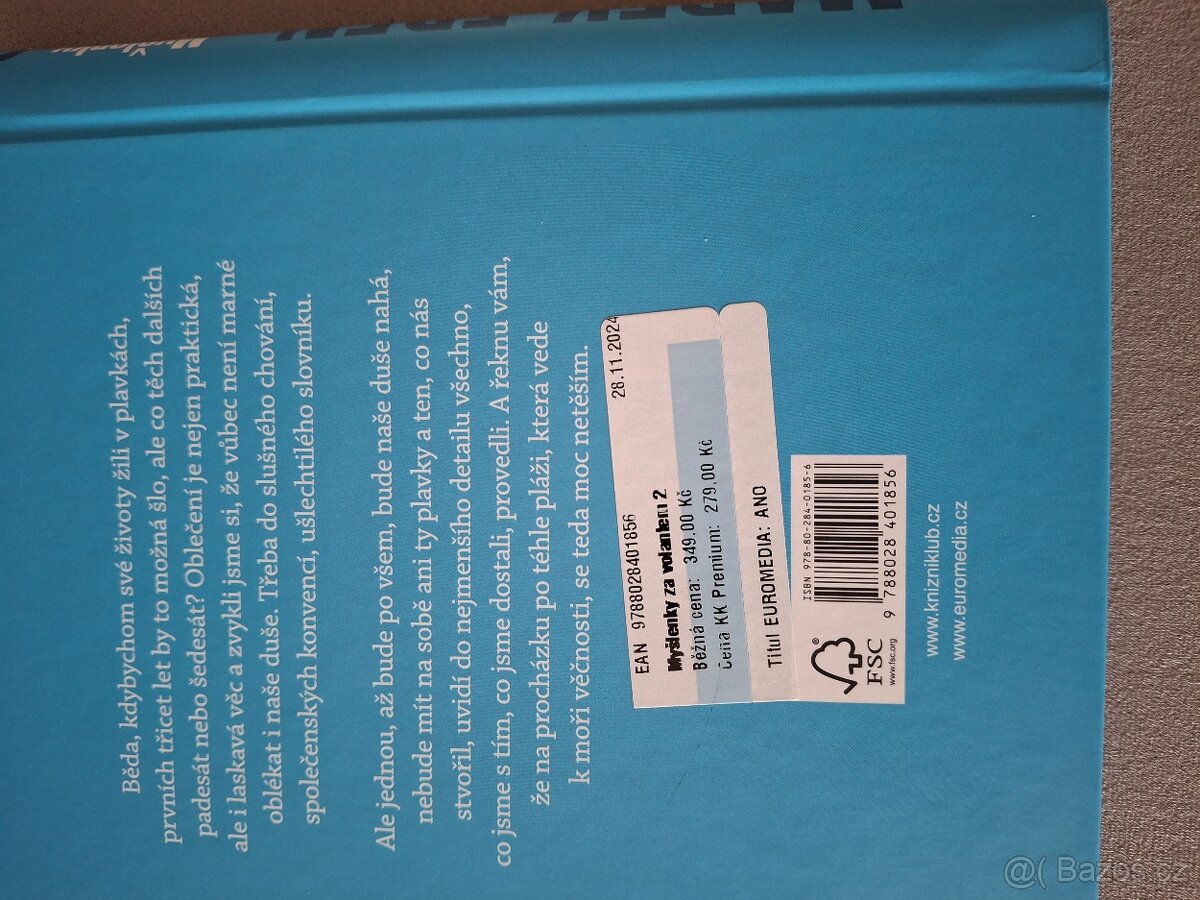 Myšlenky
Běda, kdybychom své životy žili v plavkách,
prvních třicet let by to možná šlo, ale co těch dalších
padesát nebo šedesát? Oblečení je nejen praktická,
ale i laskavá věc a zvykli jsme si, že vůbec není marné
oblékat i naše duše. Třeba do slušného chování,
společenských konvencí, ušlechtilého slovníku.
Ale jednou, až bude po všem, bude naše duše nahá,
nebude mít na sobě ani ty plavky a ten, co nás
stvořil, uvidí do nejmenšího detailu všechno,
co jsme s tím, co jsme dostali, provedli. A řeknu vám,
že na procházku po téhle pláži, která vede
k moři věčnosti, se teda moc netěším.
28.11.2024
EAN 9788028401856
Myšlenky za volantem 2
Běžná cena: 349.00 Kč
Cena KK Premium: 279,00 Kč
Titul EUROMEDIA: ANO
ISBN 978-80-284-0185-6
9 788028 401856
FSC
www.fsc.org
www.knizniklub.cz
www.euromedia.cz
@( Bazos.cz